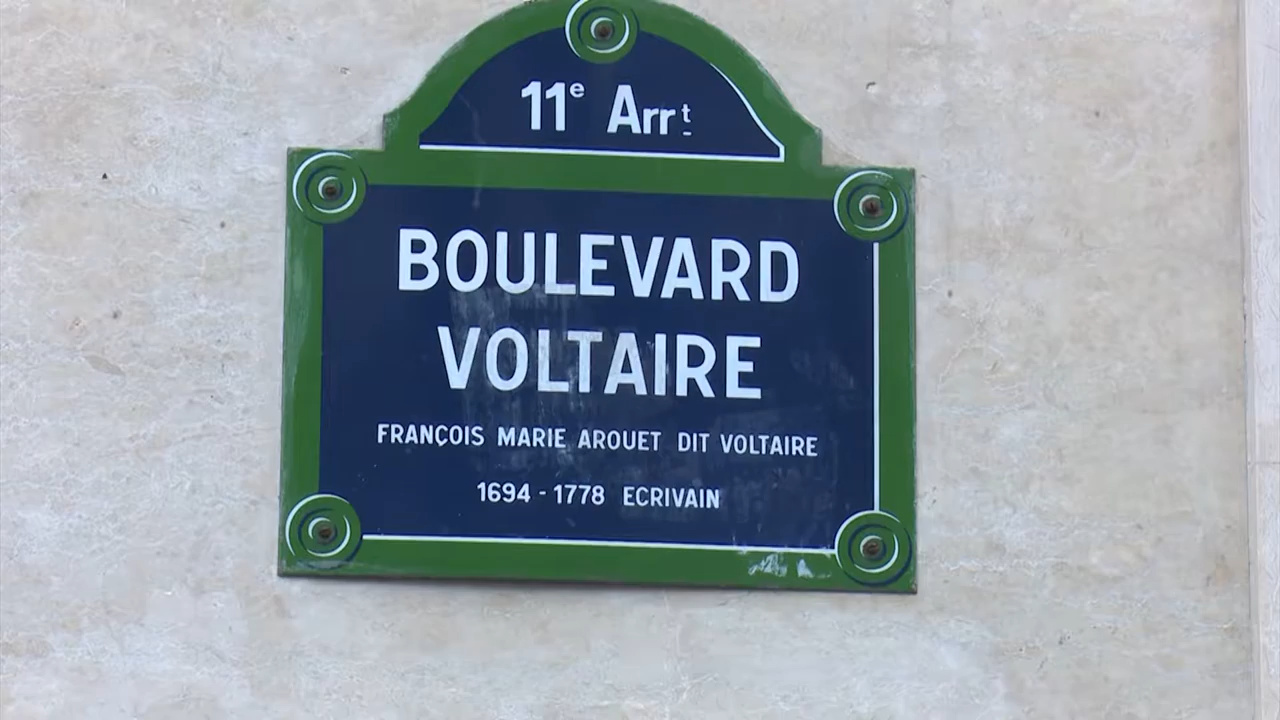 11e Arrt
BOULEVARD
VOLTAIRE
FRANÇOIS MARIE AROUET DIT VOLTAIRE
1694 - 1778 ECRIVAIN